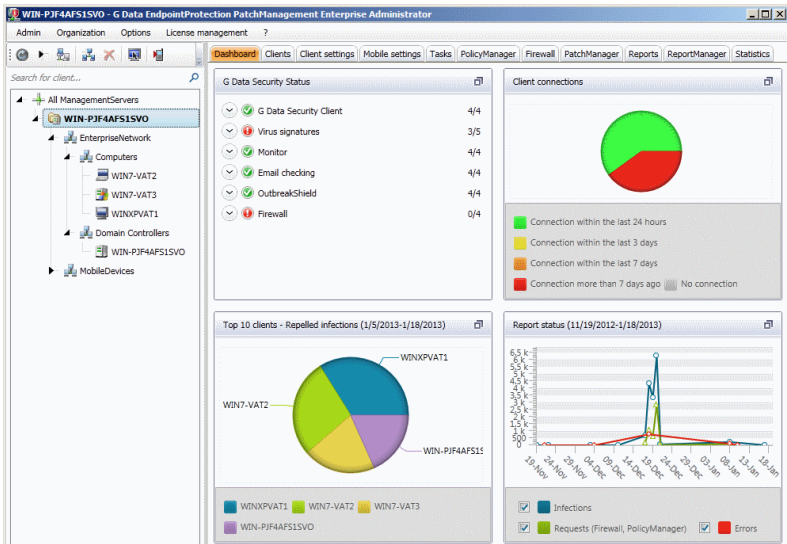 WIN-PJF4AFS1SVO - G Data EndpointProtection PatchManagement Enterprise Administrator
Admin Organization Options License management ?
Search for client...
All ManagementServers
WIN-PJF4AFS1SVO
EnterpriseNetwork
Computers
WIN7-VAT2
WIN7-VAT3
WINXPVAT1
Domain Controllers
WIN-PJF4AFS1SVO
MobileDevices
Dashboard Clients Client settings Mobile settings Tasks PolicyManager Firewall PatchManager Reports ReportManager Statistics
G Data Security Status
G Data Security Client 4/4
Virus signatures 3/5
Monitor 4/4
Email checking 4/4
OutbreakShield 4/4
Firewall 0/4
Client connections
Connection within the last 24 hours
Connection within the last 3 days
Connection within the last 7 days
Connection more than 7 days ago No connection
Top 10 clients - Repelled infections (1/5/2013-1/18/2013)
WINXPVAT1
WIN7-VAT2
WIN-PJF4AFS1S
WINXPVAT1 WIN7-VAT2 WIN7-VAT3
WIN-PJF4AFS1SVO
Report status (11/19/2012-1/18/2013)
6,5 k
6 k
5,5 k
5 k
4,5 k
4 k
3,5 k
3 k
2,5 k
2 k
1,5 k
1 k
500
0
19-Nov 24-Nov 29-Nov 04-Dec 09-Dec 14-Dec 19-Dec 24-Dec 29-Dec 03-Jan 08-Jan 13-Jan 18-Jan
Infections
Requests (Firewall, PolicyManager) Errors